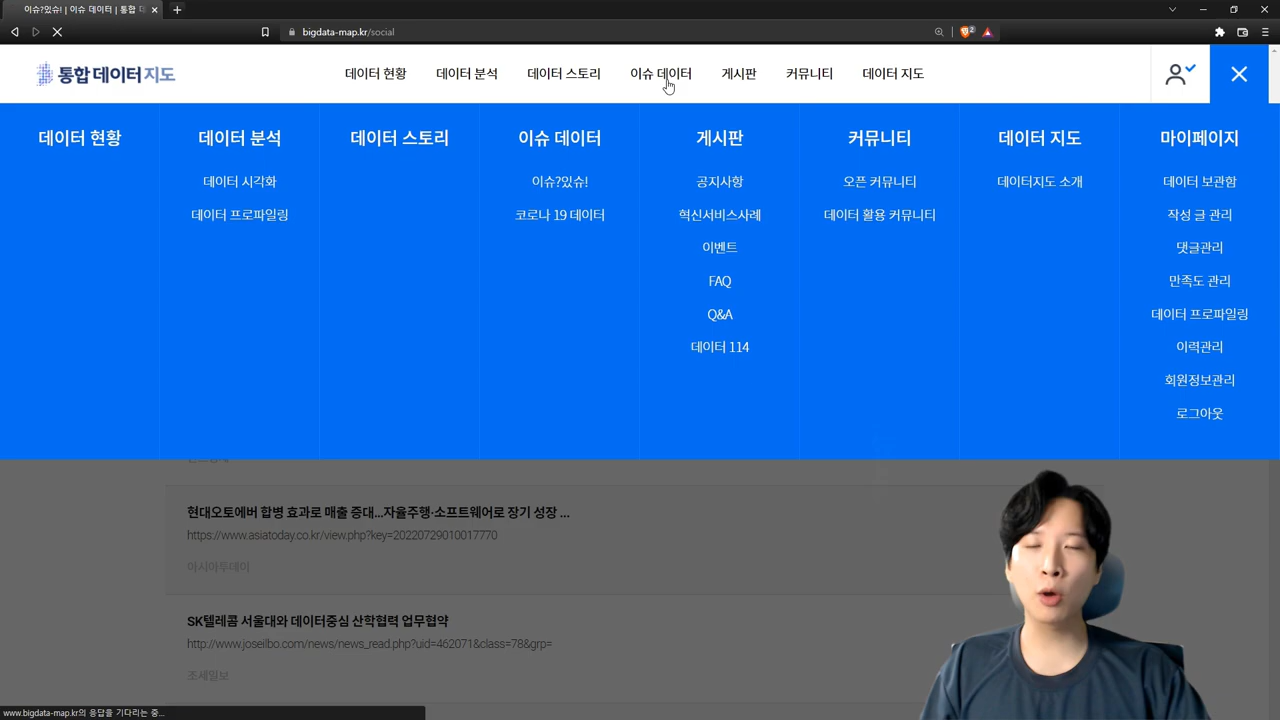 이슈?있슈! | 이슈 데이터 | 통합 데
bigdata-map.kr/social
2
통합 데이터 지도
데이터 현황
데이터 분석
데이터 스토리
이슈 데이터
게시판
커뮤니티
데이터 지도
데이터 현황
데이터 분석
데이터 시각화
데이터 프로파일링
데이터 스토리
이슈 데이터
이슈?있슈!
코로나 19 데이터
게시판
공지사항
혁신서비스사례
이벤트
FAQ
Q&A
데이터 114
커뮤니티
오픈 커뮤니티
데이터 활용 커뮤니티
데이터 지도
데이터지도 소개
마이페이지
데이터 보관함
작성 글 관리
댓글관리
만족도 관리
데이터 프로파일링
이력관리
회원정보관리
로그아웃
현대오토에버 합병 효과로 매출 증대...자율주행·소프트웨어로 장기 성장 ...
https://www.asiatoday.co.kr/view.php?key=20220729010017770
아시아투데이
SK텔레콤 서울대와 데이터중심 산학협력 업무협약
http://www.joseilbo.com/news/news_read.php?uid=462071&class=78&grp=
조세일보
www.bigdata-map.kr의 응답을 기다리는 중...